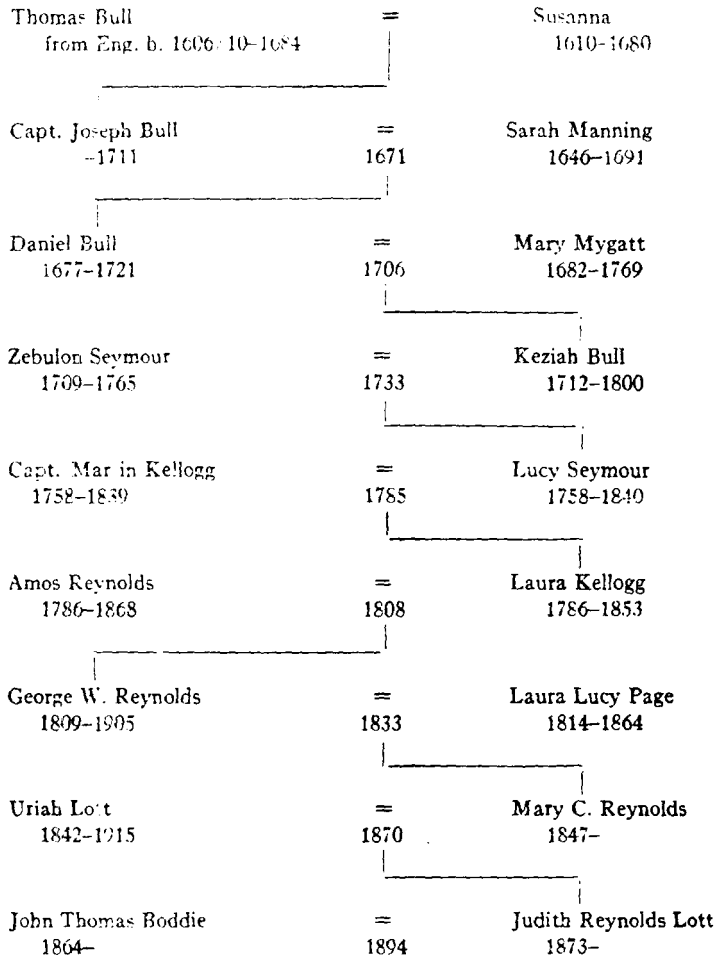 Thomas Bull = Susanna
from Eng. b. 1606/10–1684 1610–1680
Capt. Joseph Bull = Sarah Manning
–1711 1671 1646–1691
Daniel Bull = Mary Mygatt
1677–1721 1706 1682–1769
Zebulon Seymour = Keziah Bull
1709–1765 1733 1712–1800
Capt. Mar in Kellogg = Lucy Seymour
1758–1839 1785 1758–1840
Amos Reynolds = Laura Kellogg
1786–1868 1808 1786–1853
George W. Reynolds = Laura Lucy Page
1809–1905 1833 1814–1864
Uriah Lott = Mary C. Reynolds
1842–1915 1870 1847–
John Thomas Boddie = Judith Reynolds Lott
1864– 1894 1873–